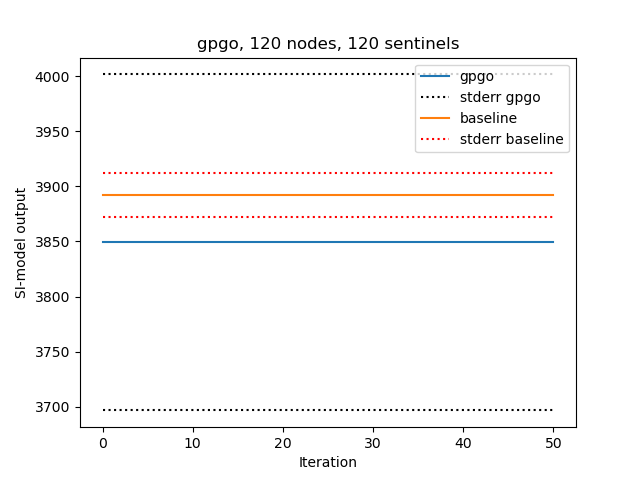 gpgo, 120 nodes, 120 sentinels
4000
3950
3900
3850
3800
3750
3700
SI-model output
gpgo
stderr gpgo
baseline
stderr baseline
0 10 20 30 40 50
Iteration